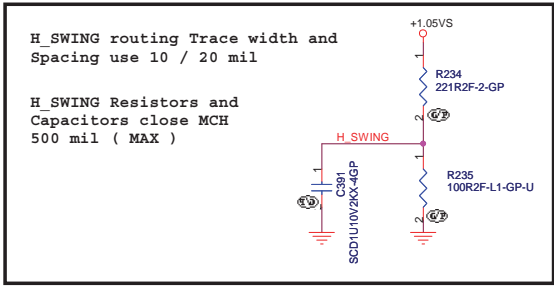 H_SWING routing Trace width and
Spacing use 10 / 20 mil
H_SWING Resistors and
Capacitors close MCH
500 mil ( MAX )
+1.05VS
1
R234
221R2F-2-GP
2
H_SWING
1
C391
SCD1U10V2KX-4GP
1
R235
100R2F-L1-GP-U
2